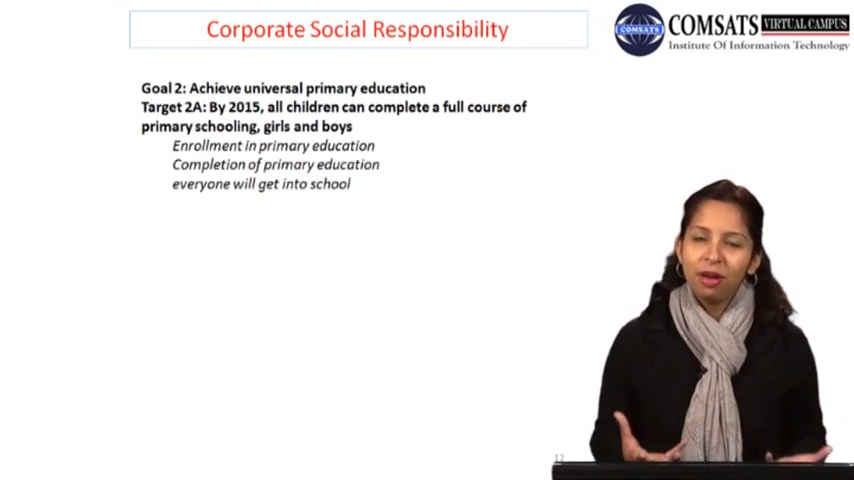 Corporate Social Responsibility
COMSATS
COMSATS VIRTUAL CAMPUS
Institute Of Information Technology
Goal 2: Achieve universal primary education
Target 2A: By 2015, all children can complete a full course of
primary schooling, girls and boys
Enrollment in primary education
Completion of primary education
everyone will get into school
12